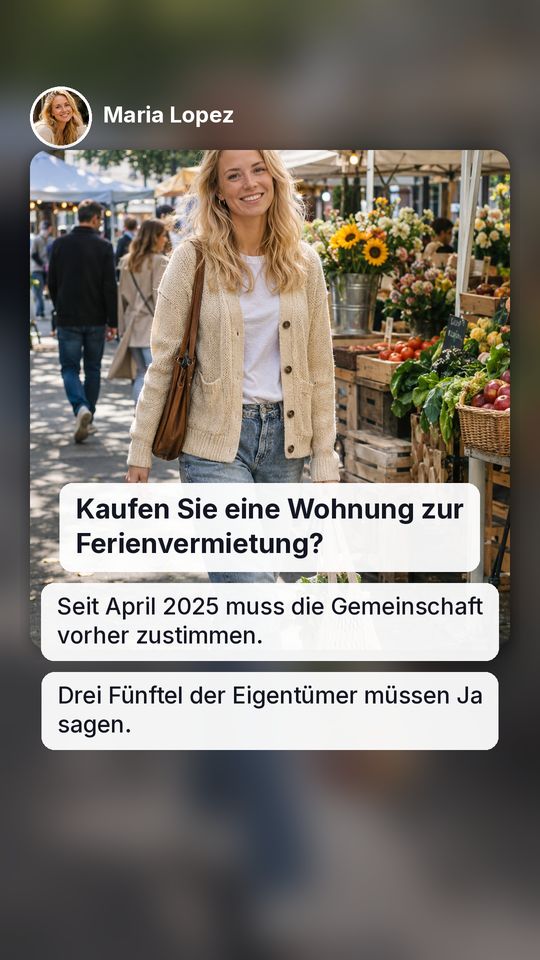 Maria Lopez
Kaufen Sie eine Wohnung zur
Ferienvermietung?
Seit April 2025 muss die Gemeinschaft
vorher zustimmen.
Drei Fünftel der Eigentümer müssen Ja
sagen.